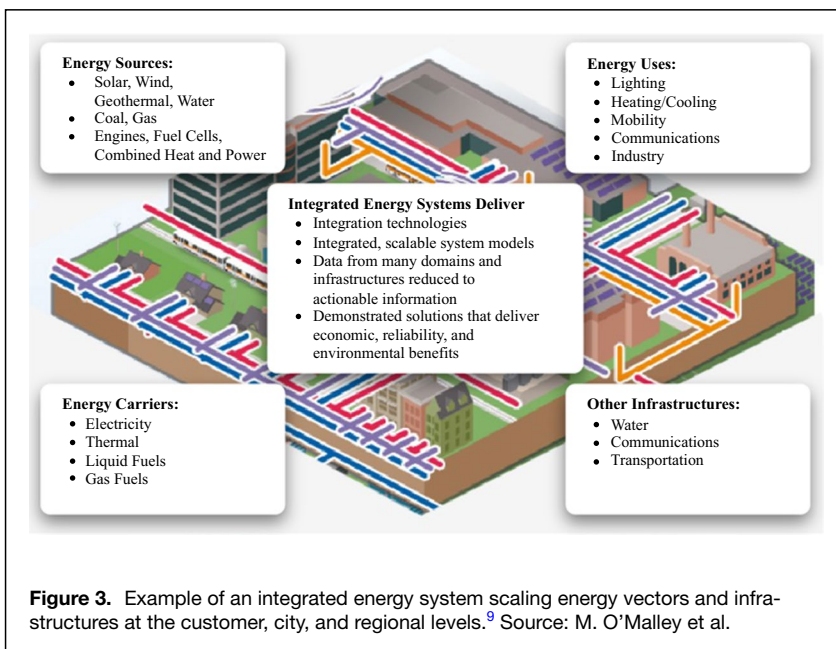 Energy Sources:
• Solar, Wind,
Geothermal, Water
• Coal, Gas
• Engines, Fuel Cells,
Combined Heat and Power
Energy Uses:
• Lighting
• Heating/Cooling
• Mobility
• Communications
• Industry
Integrated Energy Systems Deliver
• Integration technologies
• Integrated, scalable system models
• Data from many domains and
infrastructures reduced to
actionable information
• Demonstrated solutions that deliver
economic, reliability, and
environmental benefits
Energy Carriers:
• Electricity
• Thermal
• Liquid Fuels
• Gas Fuels
Other Infrastructures:
• Water
• Communications
• Transportation
Figure 3. Example of an integrated energy system scaling energy vectors and infra-
structures at the customer, city, and regional levels.9 Source: M. O'Malley et al.